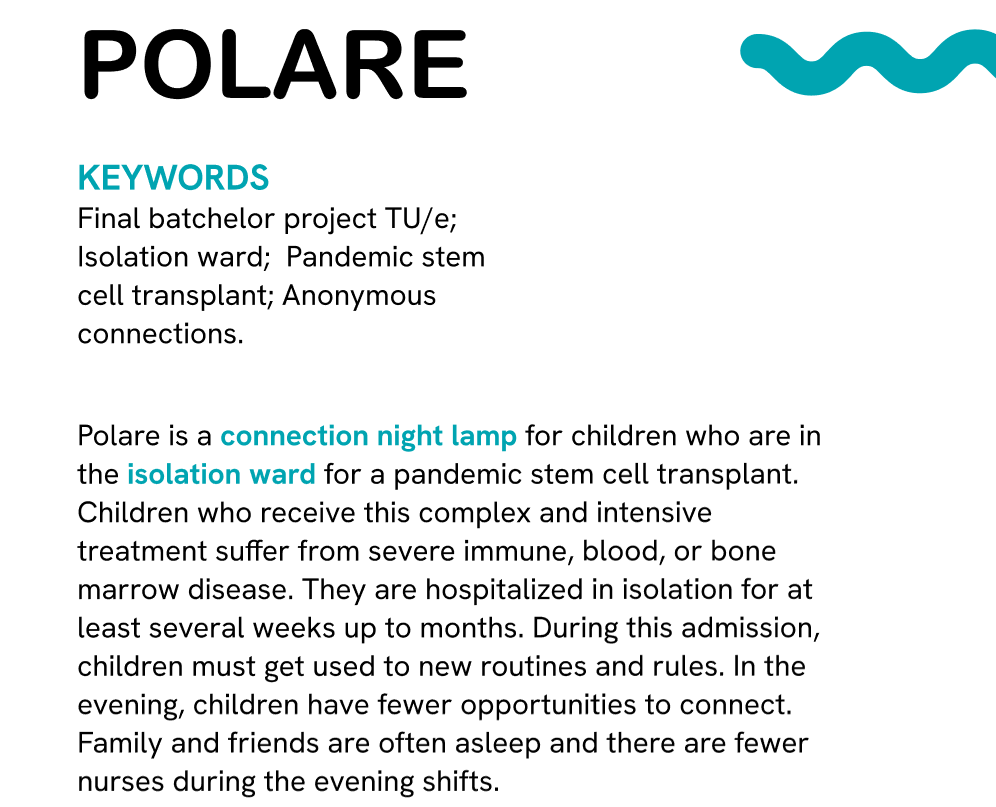 POLARE
KEYWORDS
Final batchelor project TU/e;
Isolation ward;  Pandemic stem
cell transplant; Anonymous
connections.
Polare is a connection night lamp for children who are in
the isolation ward for a pandemic stem cell transplant.
Children who receive this complex and intensive
treatment suffer from severe immune, blood, or bone
marrow disease. They are hospitalized in isolation for at
least several weeks up to months. During this admission,
children must get used to new routines and rules. In the
evening, children have fewer opportunities to connect.
Family and friends are often asleep and there are fewer
nurses during the evening shifts.